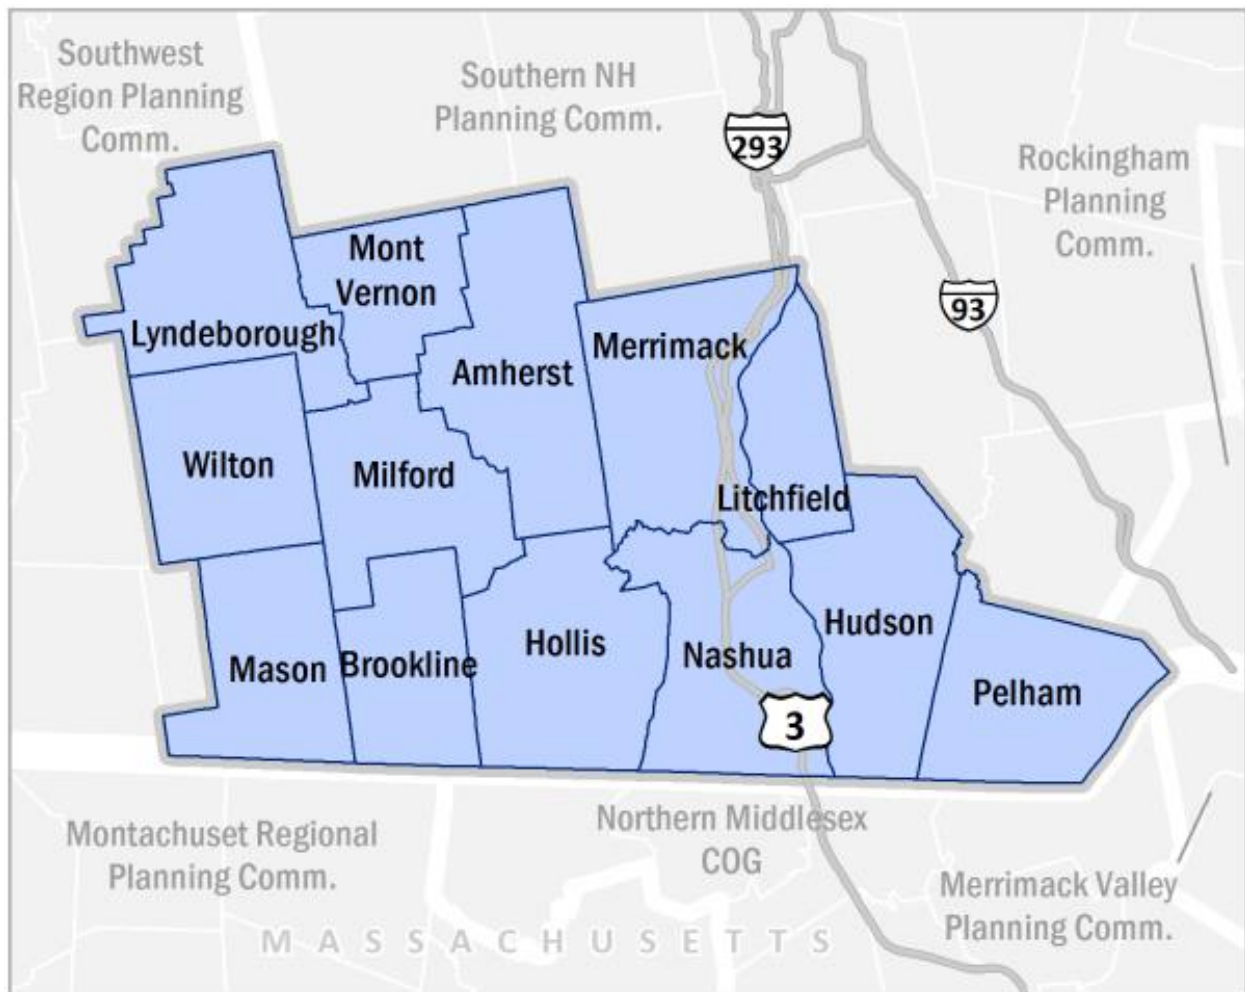 Southwest
Region Planning
Comm.
Southern NH
Planning Comm.
293
Rockingham
Planning
Comm.
93
Mont
Vernon
Lyndeborough
Merrimack
Amherst
Wilton
Milford
Litchfield
Hudson
Hollis
Nashua
Mason
Brookline
Pelham
3
Montachuset Regional
Planning Comm.
Northern Middlesex
COG
Merrimack Valley
Planning Comm.
MASSACHUSETTS